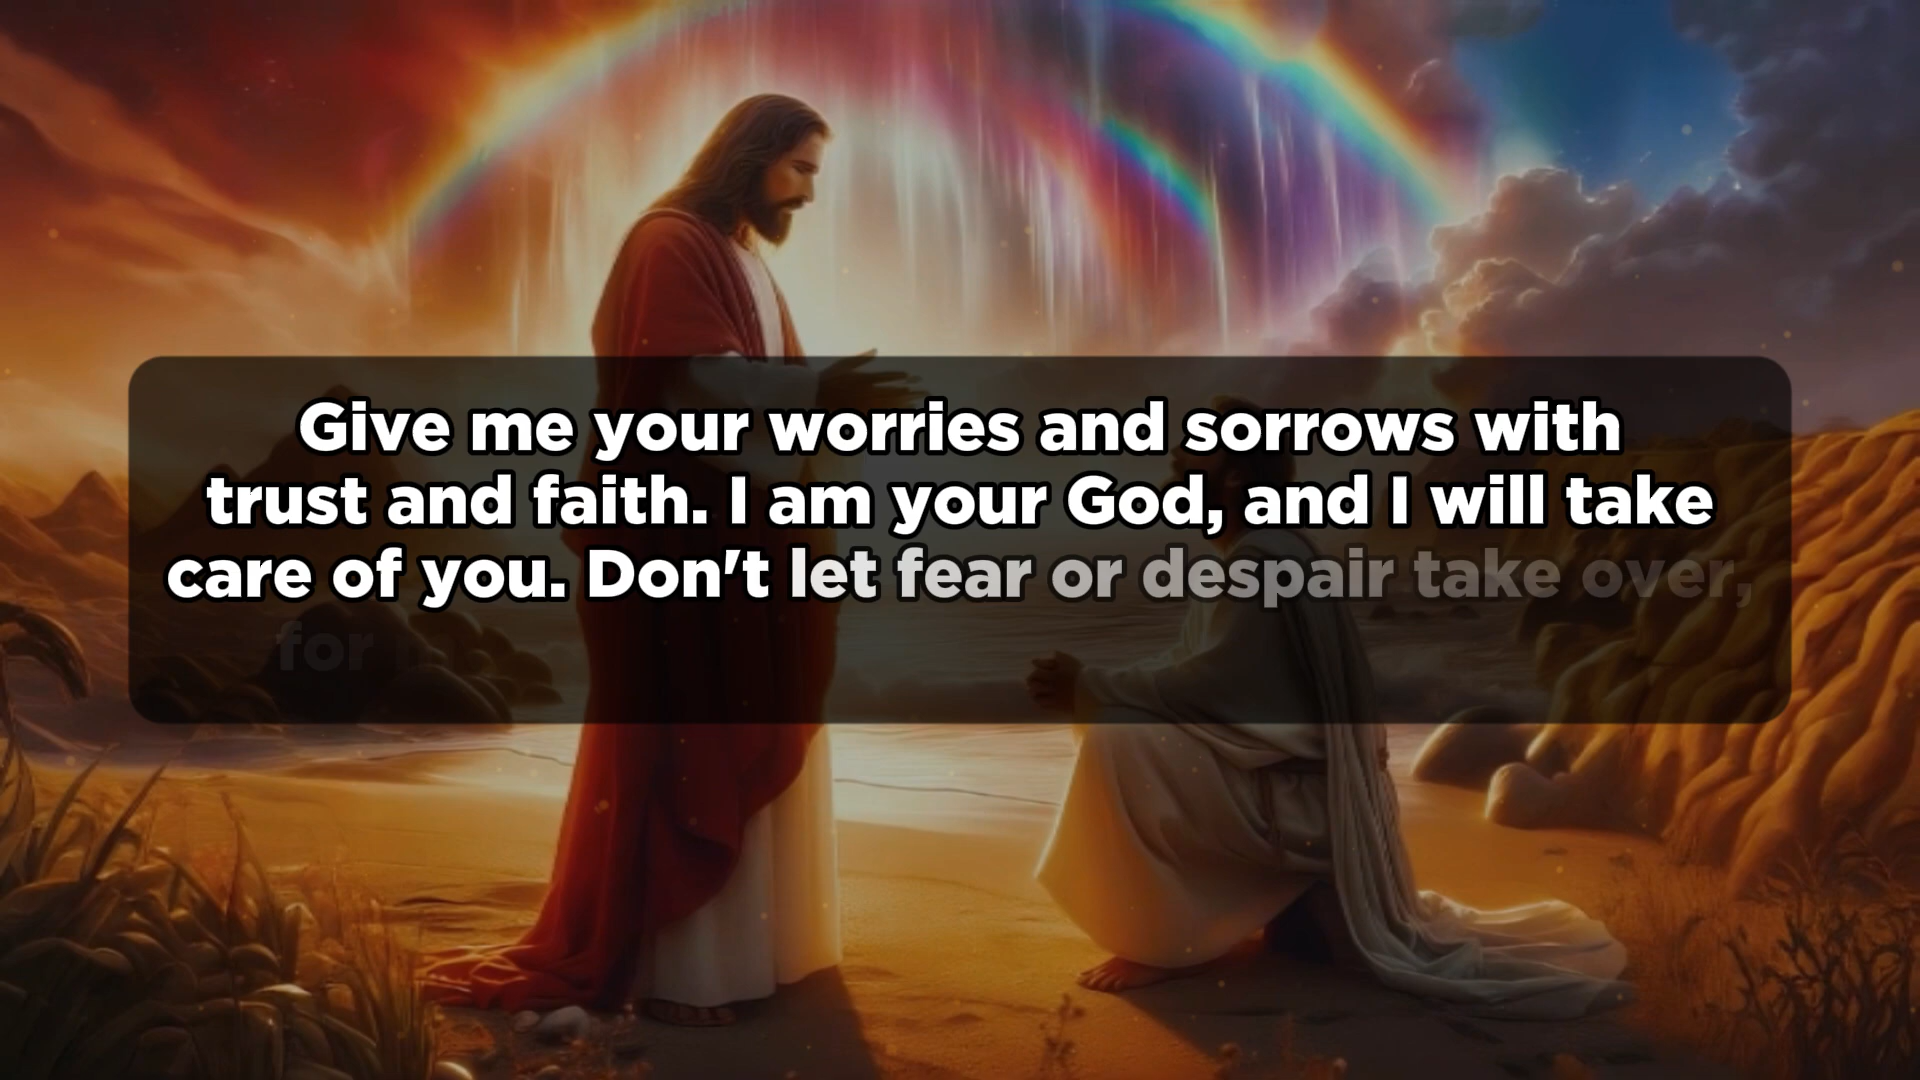 Give me your worries and sorrows with
trust and faith. I am your God, and I will take
care of you. Don't let fear or despair take over,
for